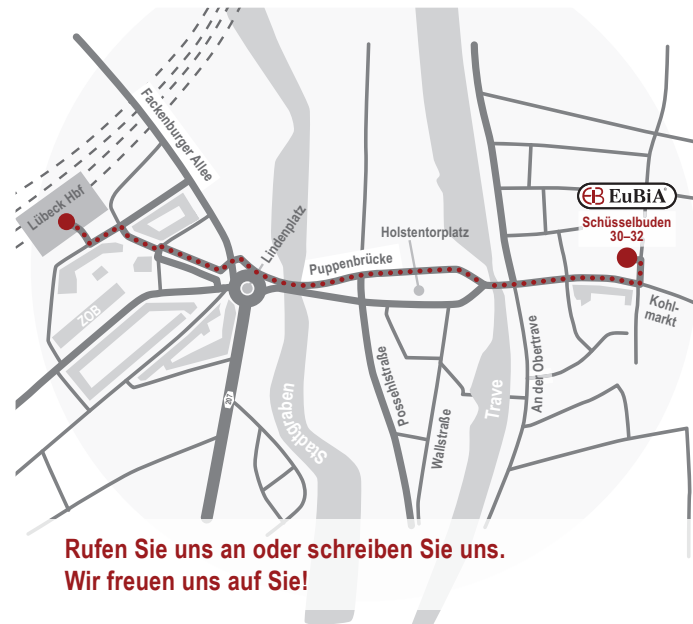 Fackenburger Allee
Lübeck Hbf
Lindenplatz
EB EuBiA
Schüsselbuden
30–32
Holstentorplatz
Puppenbrücke
ZOB
Kohl-
markt
207
Stadtgraben
Possehlstraße
Wallstraße
Trave
An der Obertrave
Rufen Sie uns an oder schreiben Sie uns.
Wir freuen uns auf Sie!